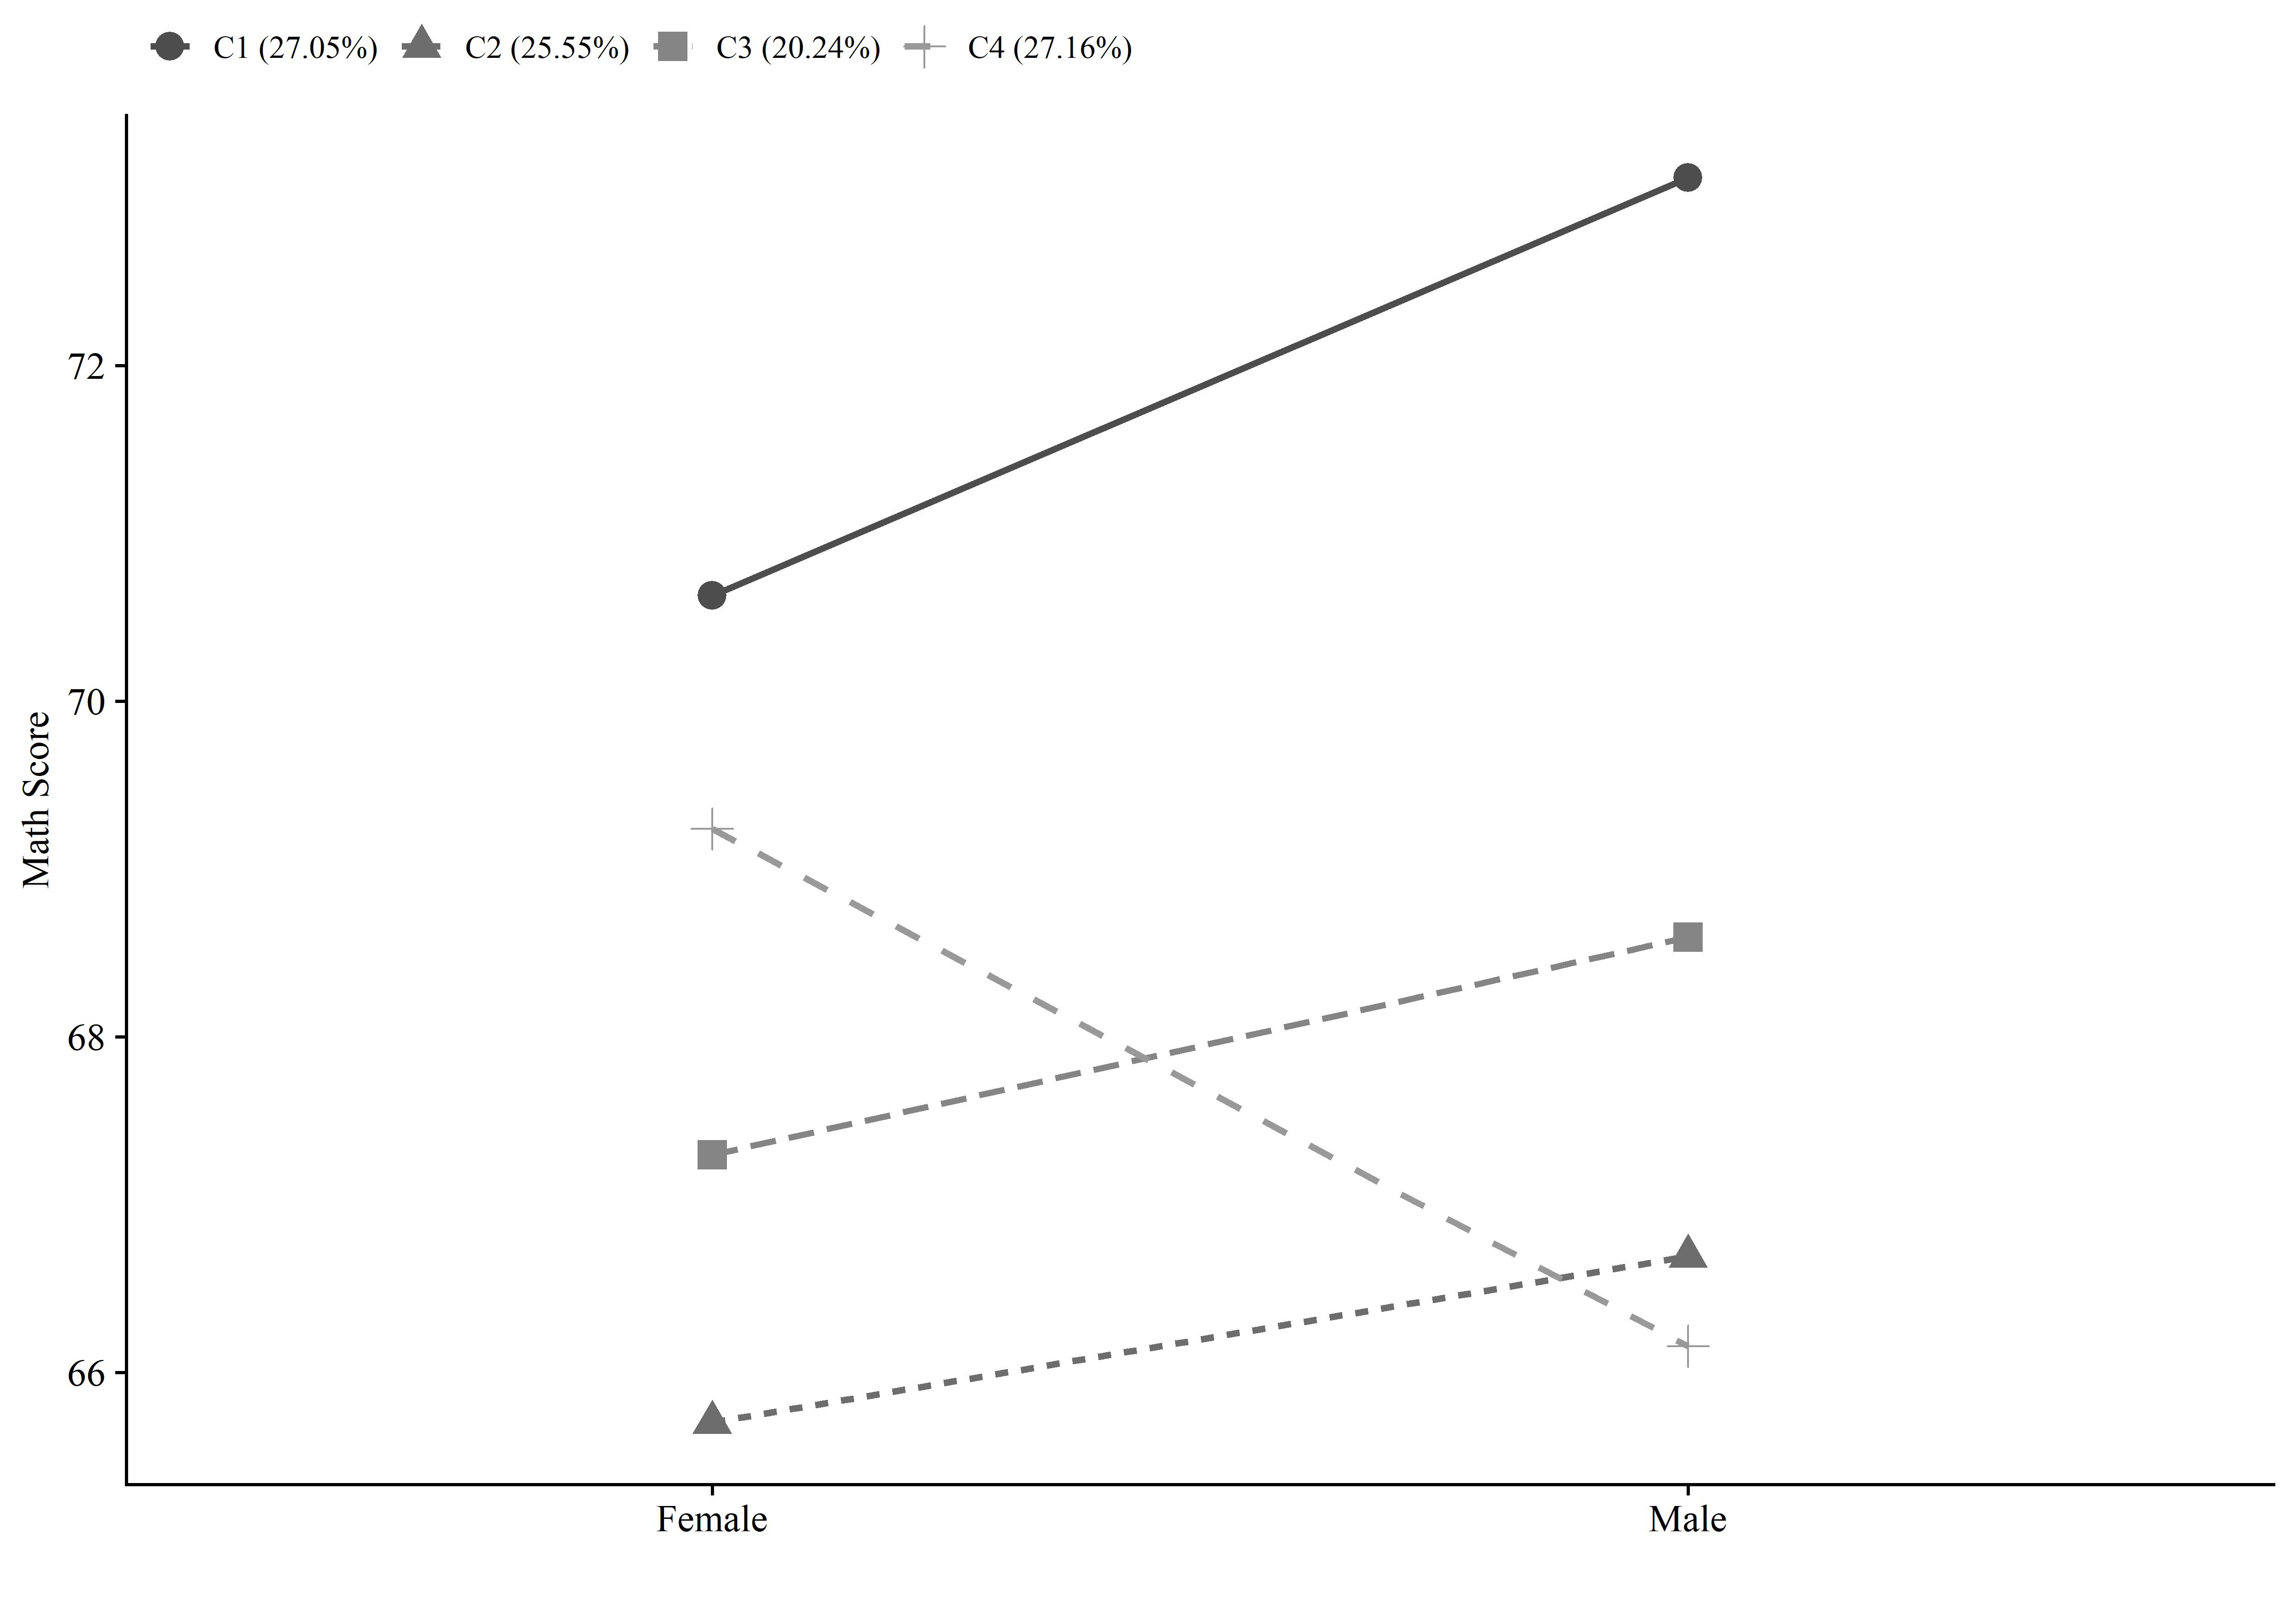 C1 (27.05%) C2 (25.55%) C3 (20.24%) C4 (27.16%)
Math Score
72
70
68
66
Female Male